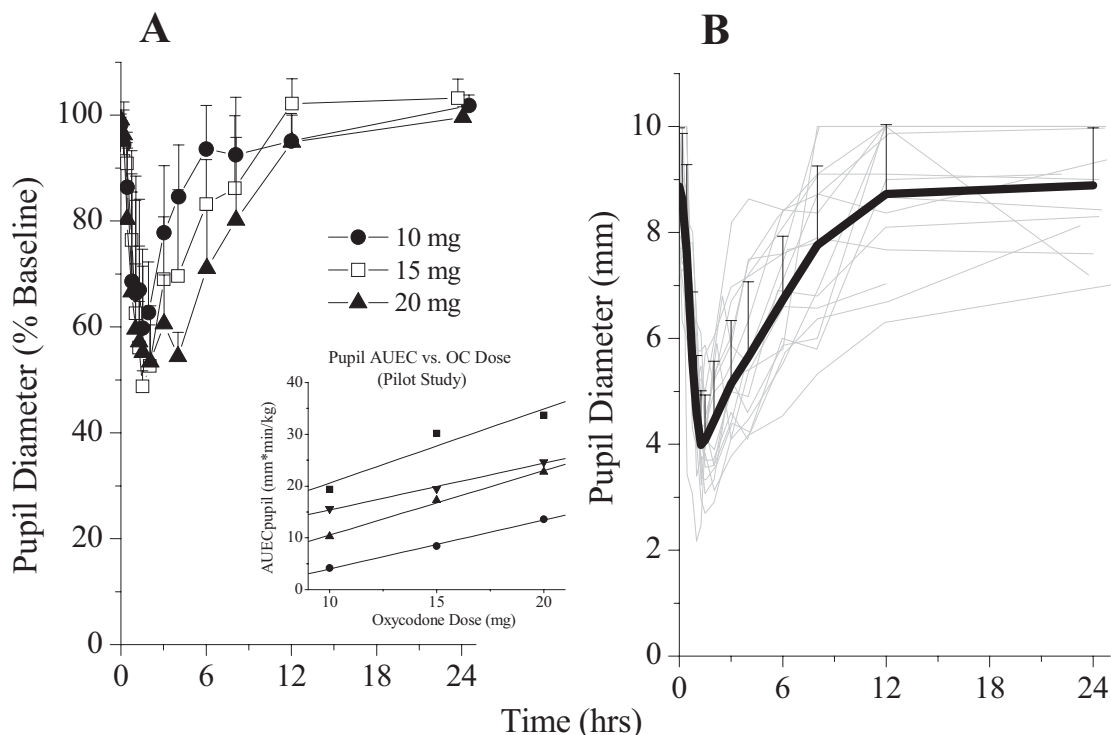 A
B
Pupil Diameter (% Baseline)
100
80
60
40
20
0
10 mg
15 mg
20 mg
Pupil AUEC vs. OC Dose
(Pilot Study)
AUECpupil (mm*min/kg)
40
30
20
10
0
10 15 20
Oxycodone Dose (mg)
0 6 12 18 24
Pupil Diameter (mm)
10
8
6
4
2
0
0 6 12 18 24
Time (hrs)